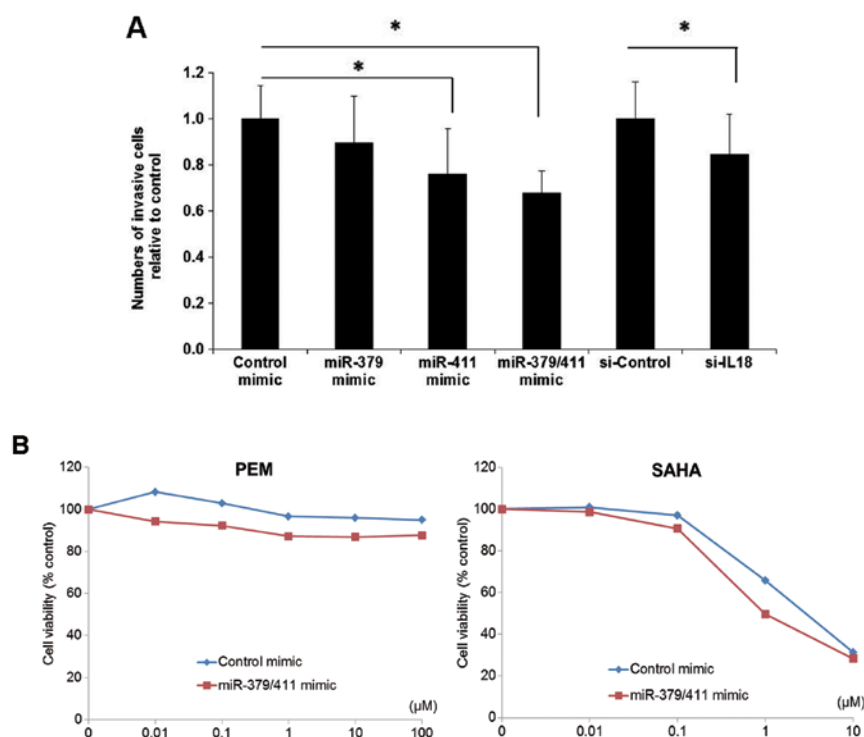 A
*
*
*
Numbers of invasive cells
relative to control
1.2
1.0
0.8
0.6
0.4
0.2
0.0
Control
mimic
miR-379
mimic
miR-411
mimic
miR-379/411
mimic
si-Control
si-IL18
B
PEM
Cell viability (% control)
120
100
80
60
40
20
0
Control mimic
miR-379/411 mimic
(µM)
0 0.01 0.1 1 10 100
SAHA
Cell viability (% control)
120
100
80
60
40
20
0
Control mimic
miR-379/411 mimic
(µM)
0 0.01 0.1 1 10